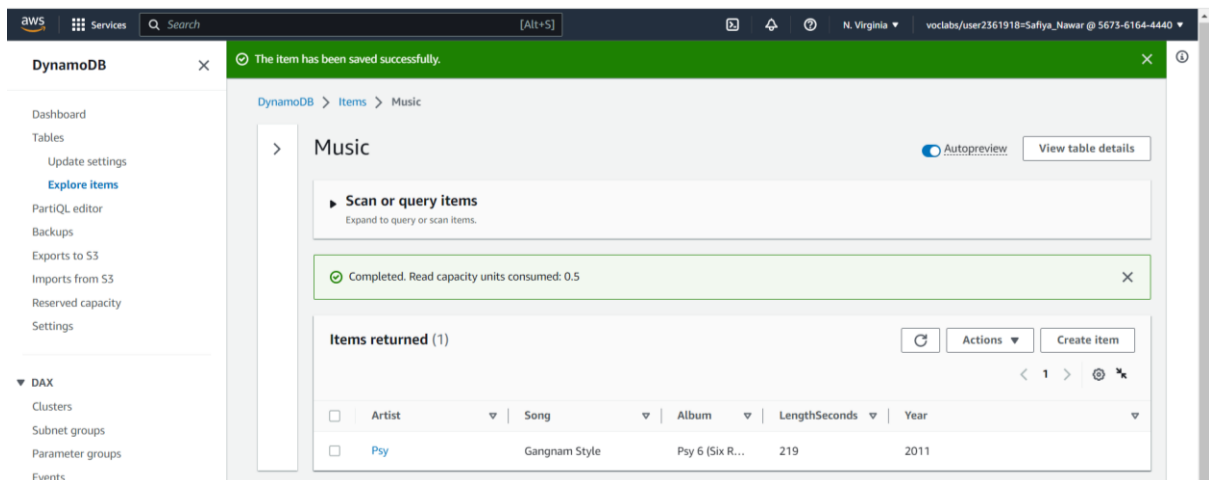 aws Services Search [Alt+S] N. Virginia ▼ voclabs/user2361918=Safiya_Nawar @ 5673-6164-4440 ▼
DynamoDB
The item has been saved successfully.
Dashboard
Tables
Update settings
Explore items
PartiQL editor
Backups
Exports to S3
Imports from S3
Reserved capacity
Settings
DAX
Clusters
Subnet groups
Parameter groups
Events
DynamoDB > Items > Music
Music
Autopreview View table details
Scan or query items
Expand to query or scan items.
Completed. Read capacity units consumed: 0.5
Items returned (1) Actions ▼ Create item
< 1 >
Artist Song Album LengthSeconds Year
Psy Gangnam Style Psy 6 (Six R... 219 2011